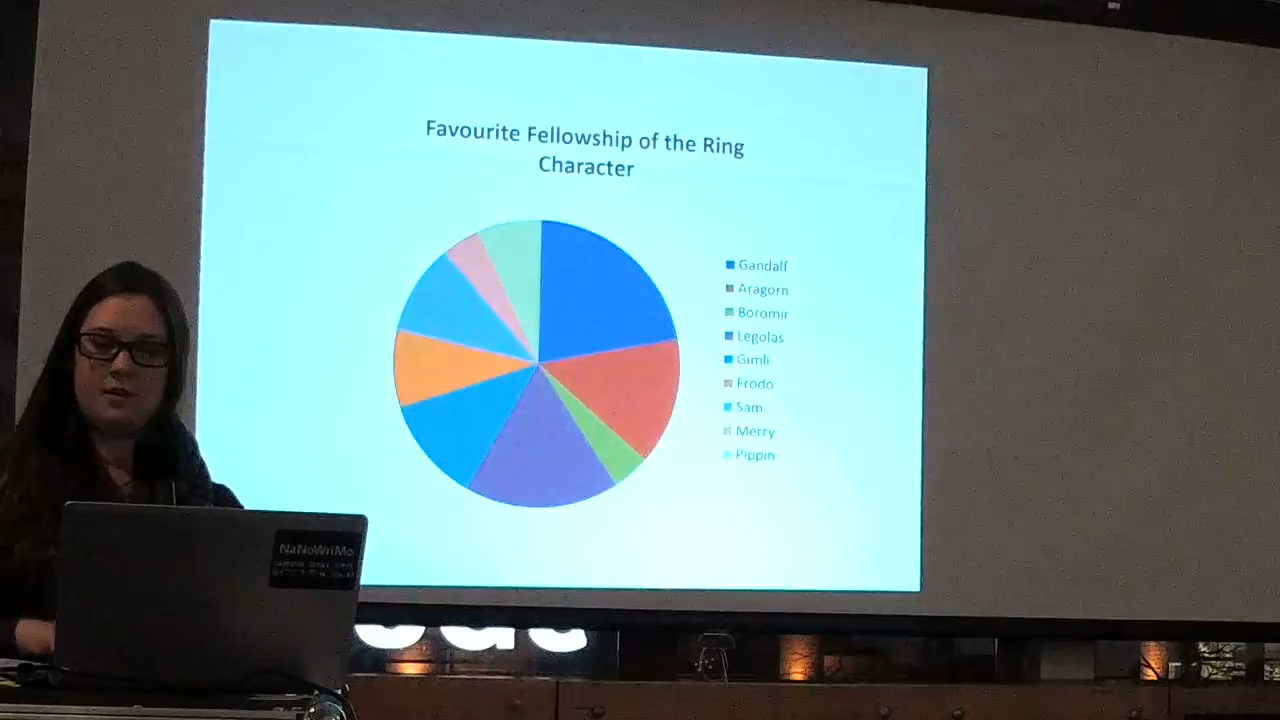 Favourite Fellowship of the Ring
Character
Gandalf
Aragorn
Boromir
Legolas
Gimli
Frodo
Sam
Merry
Pippin
NaNoWriMo